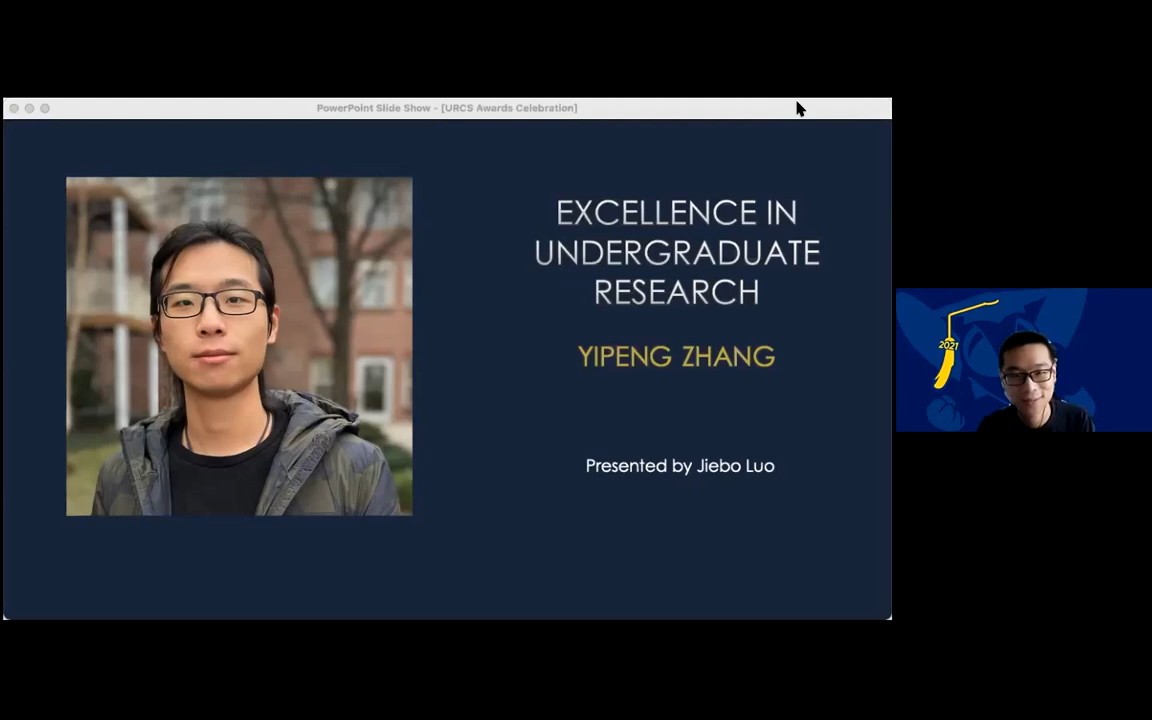 PowerPoint Slide Show - [URCS Awards Celebration]
EXCELLENCE IN
UNDERGRADUATE
RESEARCH
YIPENG ZHANG
Presented by Jiebo Luo
2021